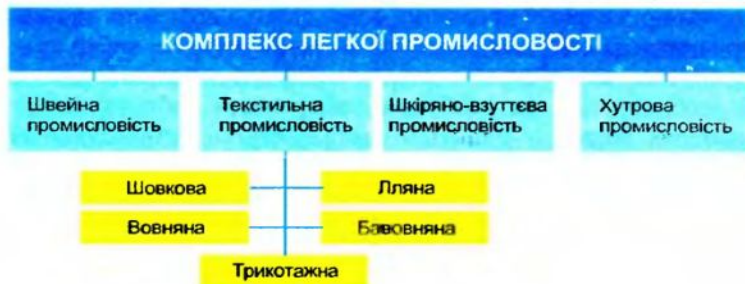 КОМПЛЕКС ЛЕГКОЇ ПРОМИСЛОВОСТІ
Швейна
промисловість
Текстильна
промисловість
Шкіряно-взуттєва
промисловість
Хутрова
промисловість
Шовкова
Лляна
Вовняна
Бавовняна
Трикотажна